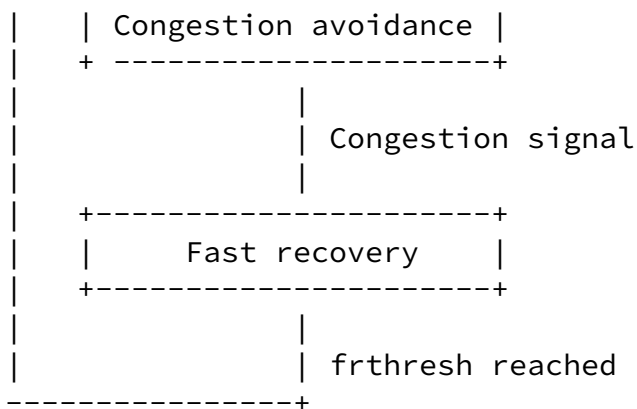 Congestion avoidance
Congestion signal
Fast recovery
frthresh reached